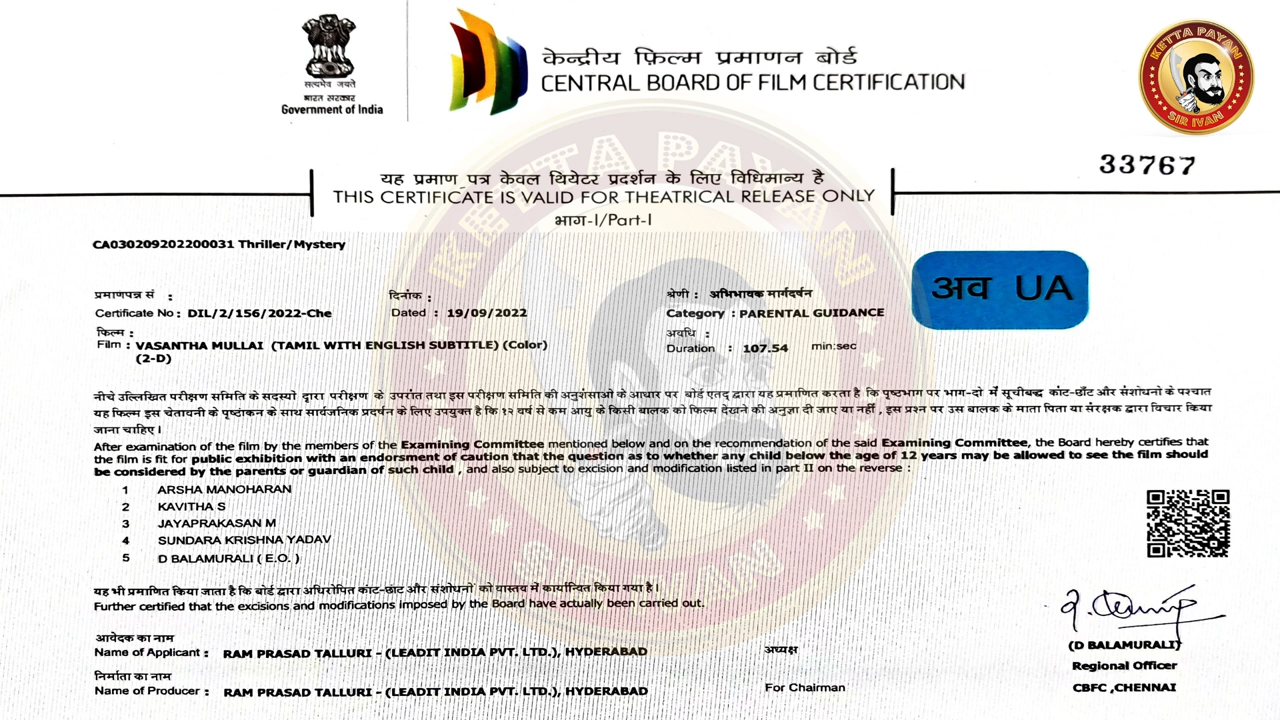 सत्यमेव जयते
भारत सरकार
Government of India
केन्द्रीय फ़िल्म प्रमाणन बोर्ड
CENTRAL BOARD OF FILM CERTIFICATION
KETTA PAYAN
SIR IVAN
33767
यह प्रमाण पत्र केवल थियेटर प्रदर्शन के लिए विधिमान्य है
THIS CERTIFICATE IS VALID FOR THEATRICAL RELEASE ONLY
भाग-I/Part-I
CA030209202200031 Thriller/Mystery
अव UA
प्रमाणपत्र सं : दिनांक : श्रेणी : अभिभावक मार्गदर्शन
Certificate No : DIL/2/156/2022-Che Dated : 19/09/2022 Category : PARENTAL GUIDANCE
फिल्म : अवधि :
Film : VASANTHA MULLAI (TAMIL WITH ENGLISH SUBTITLE) (Color) Duration : 107.54 min:sec
(2-D)
नीचे उल्लिखित परीक्षण समिति के सदस्यो द्वारा परीक्षण के उपरांत तथा इस परीक्षण समिति की अनुशंसाओ के आधार पर बोर्ड एतद् द्वारा यह प्रमाणित करता है कि पृष्ठभाग पर भाग-दो में सूचीबद्ध कांट-छाँट और संशोधनो के पश्चात
यह फिल्म इस चेतावनी के पृष्ठांकन के साथ सार्वजनिक प्रदर्शन के लिए उपयुक्त है कि १२ वर्ष से कम आयु के किसी बालक को फिल्म देखने की अनुज्ञा दी जाए या नहीं , इस प्रश्न पर उस बालक के माता पिता या संरक्षक द्वारा विचार किया
जाना चाहिए ।
After examination of the film by the members of the Examining Committee mentioned below and on the recommendation of the said Examining Committee, the Board hereby certifies that
the film is fit for public exhibition with an endorsment of caution that the question as to whether any child below the age of 12 years may be allowed to see the film should
be considered by the parents or guardian of such child , and also subject to excision and modification listed in part II on the reverse :
1 ARSHA MANOHARAN
2 KAVITHA S
3 JAYAPRAKASAN M
4 SUNDARA KRISHNA YADAV
5 D BALAMURALI ( E.O. )
यह भी प्रमाणित किया जाता है कि बोर्ड द्वारा अधिरोपित कांट-छांट और संशोधनों को वास्तव में कार्यान्वित किया गया है ।
Further certified that the excisions and modifications imposed by the Board have actually been carried out.
आवेदक का नाम
Name of Applicant : RAM PRASAD TALLURI - (LEADIT INDIA PVT. LTD.), HYDERABAD
निर्माता का नाम
Name of Producer : RAM PRASAD TALLURI - (LEADIT INDIA PVT. LTD.), HYDERABAD
अध्यक्ष
For Chairman
(D BALAMURALI)
Regional Officer
CBFC ,CHENNAI